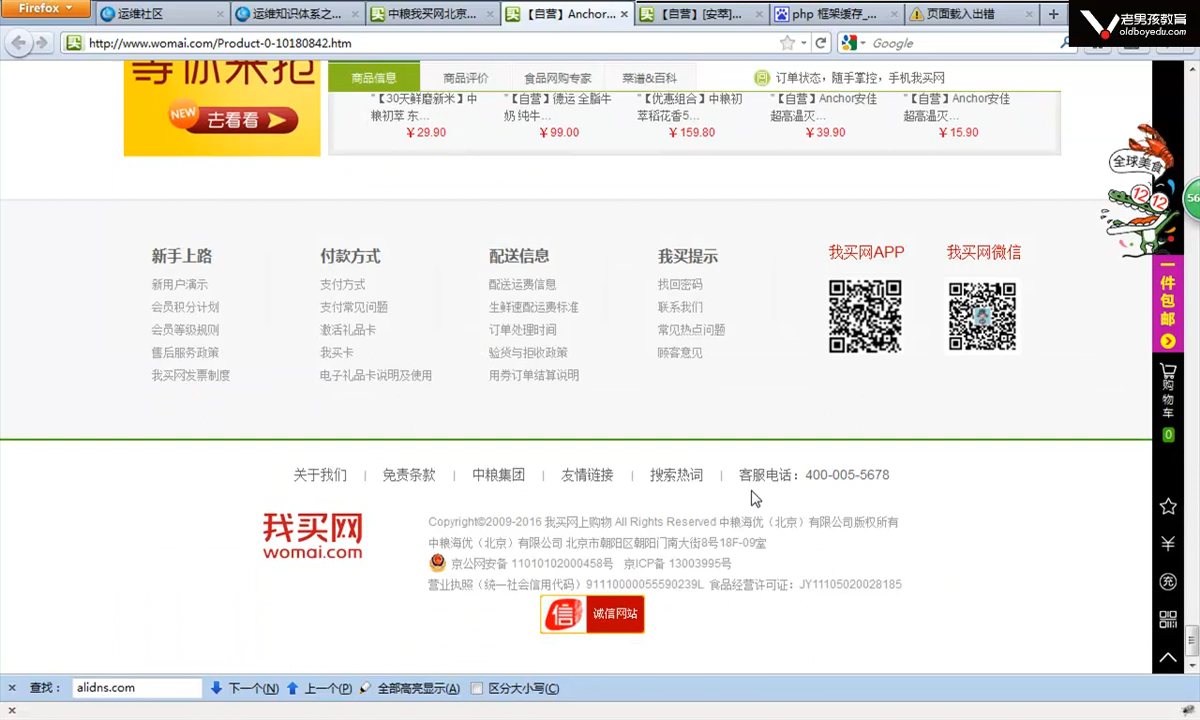 Firefox
运维社区
运维知识体系之...
中粮我买网北京...
【自营】Anchor...
【自营】[安萃]...
php 框架缓存_...
页面载入出错
老男孩教育
oldboyedu.com
http://www.womai.com/Product-0-10180842.htm
Google
等你来抢
NEW 去看看
商品信息 商品评价 食品网购专家 菜谱&百科 订单状态，随手掌控，手机我买网
"【30天鲜磨新米】中粮初萃 东...
￥29.90
"【自营】德运 全脂牛奶 纯牛...
￥99.00
"【优惠组合】中粮初萃稻花香5...
￥159.80
"【自营】Anchor安佳 超高温灭...
￥39.90
"【自营】Anchor安佳 超高温灭...
￥15.90
全球美食
12 12
56
一件包邮
新手上路
新用户演示
会员积分计划
会员等级规则
售后服务政策
我买网发票制度
付款方式
支付方式
支付常见问题
激活礼品卡
我买卡
电子礼品卡说明及使用
配送信息
配送运费信息
生鲜速配运费标准
订单处理时间
验货与拒收政策
用券订单结算说明
我买提示
找回密码
联系我们
常见热点问题
顾客意见
我买网APP
我买网微信
购物车
0
充
关于我们 | 免责条款 | 中粮集团 | 友情链接 | 搜索热词 | 客服电话：400-005-5678
我买网
womai.com
Copyright©2009-2016 我买网上购物 All Rights Reserved 中粮海优（北京）有限公司版权所有
中粮海优（北京）有限公司 北京市朝阳区朝阳门南大街8号18F-09室
京公网安备 11010102000458号 京ICP备 13003995号
营业执照（统一社会信用代码）91110000055590239L 食品经营许可证：JY11105020028185
信 诚信网站
× 查找： alidns.com 下一个(N) 上一个(P) 全部高亮显示(A) 区分大小写(C)